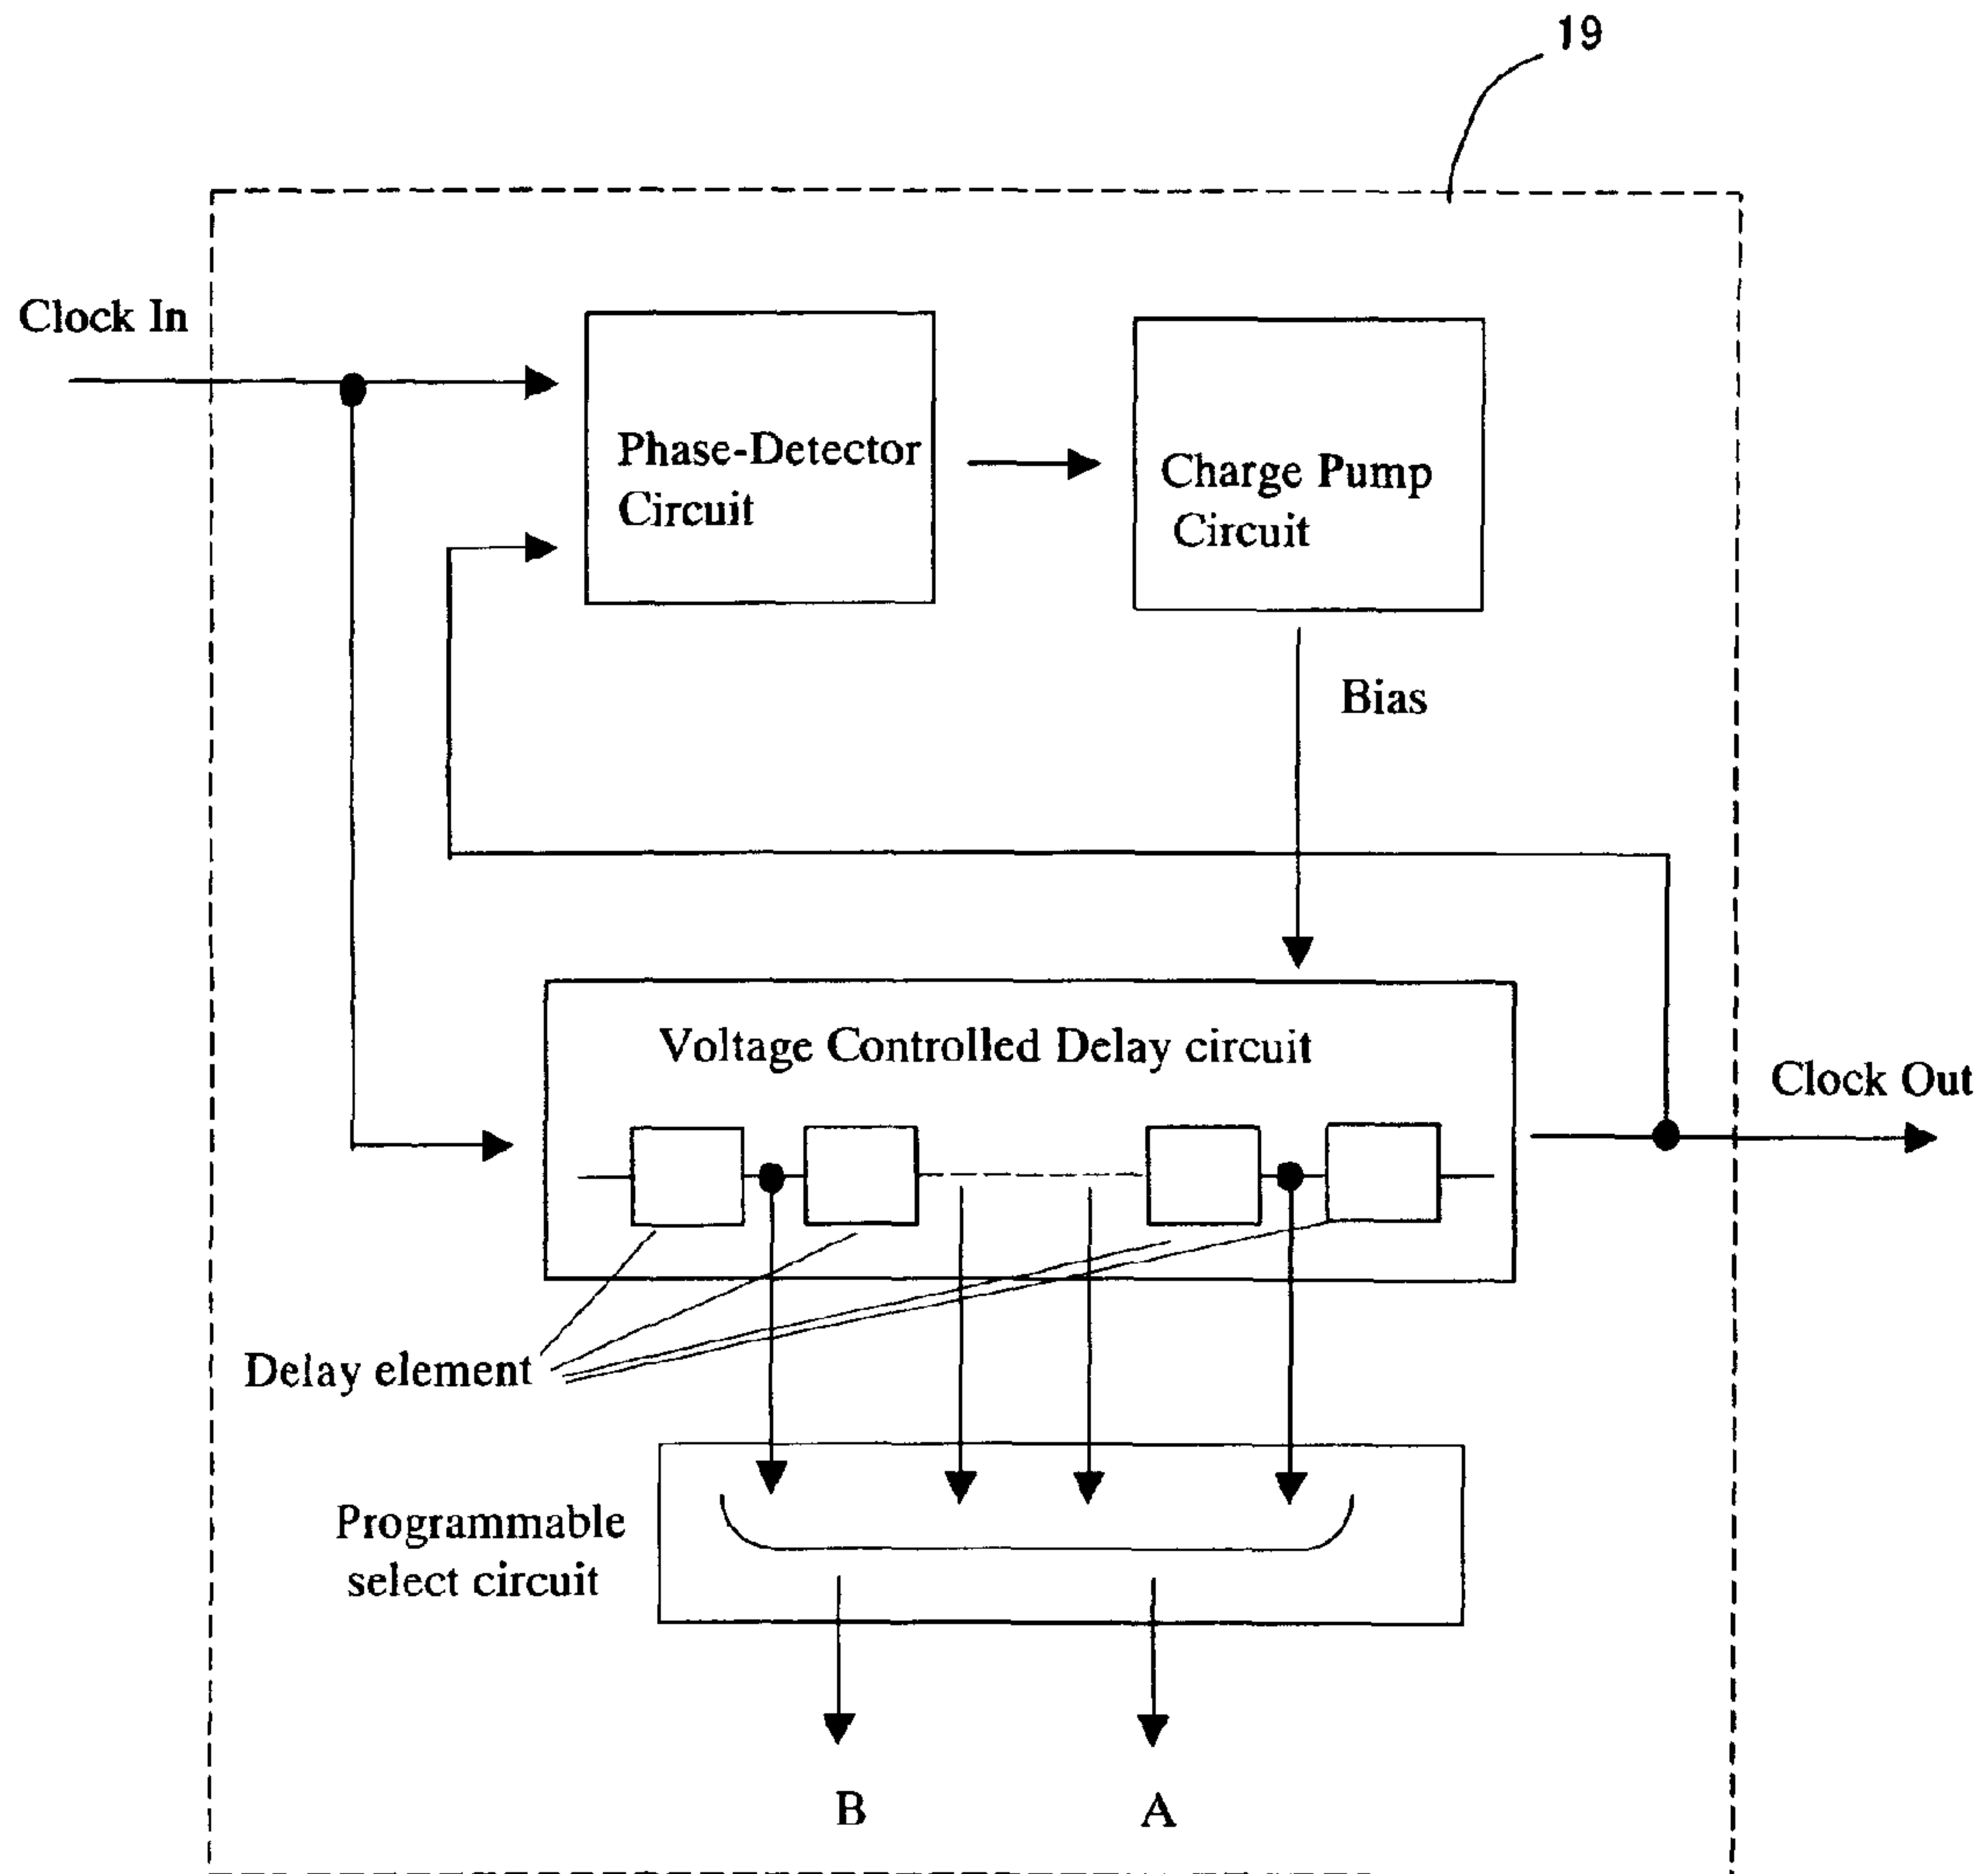 19
Clock In
Phase-Detector
Circuit
Charge Pump
Circuit
Bias
Voltage Controlled Delay circuit
Clock Out
Delay element
Programmable
select circuit
B
A